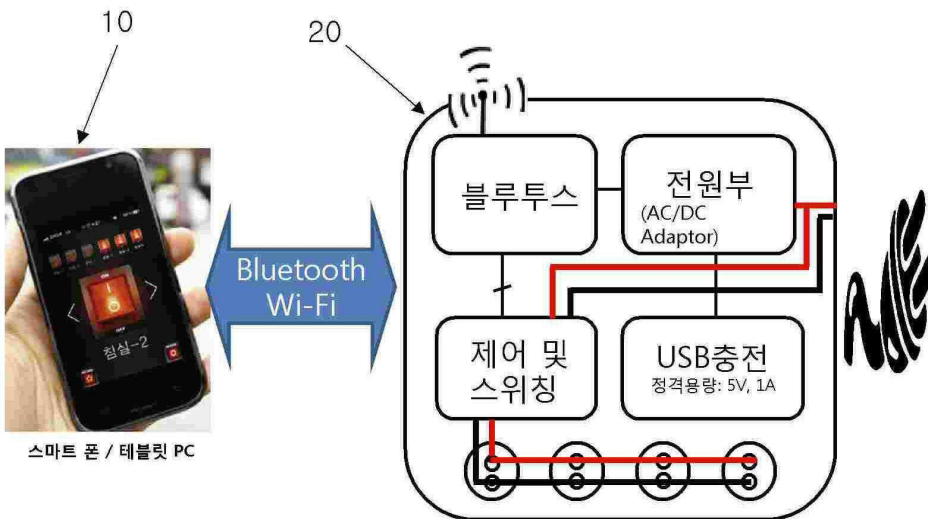 10
20
블루투스
전원부
(AC/DC
Adaptor)
Bluetooth
Wi-Fi
제어 및
스위칭
USB충전
정격용량: 5V, 1A
침실-2
스마트 폰 / 테블릿 PC